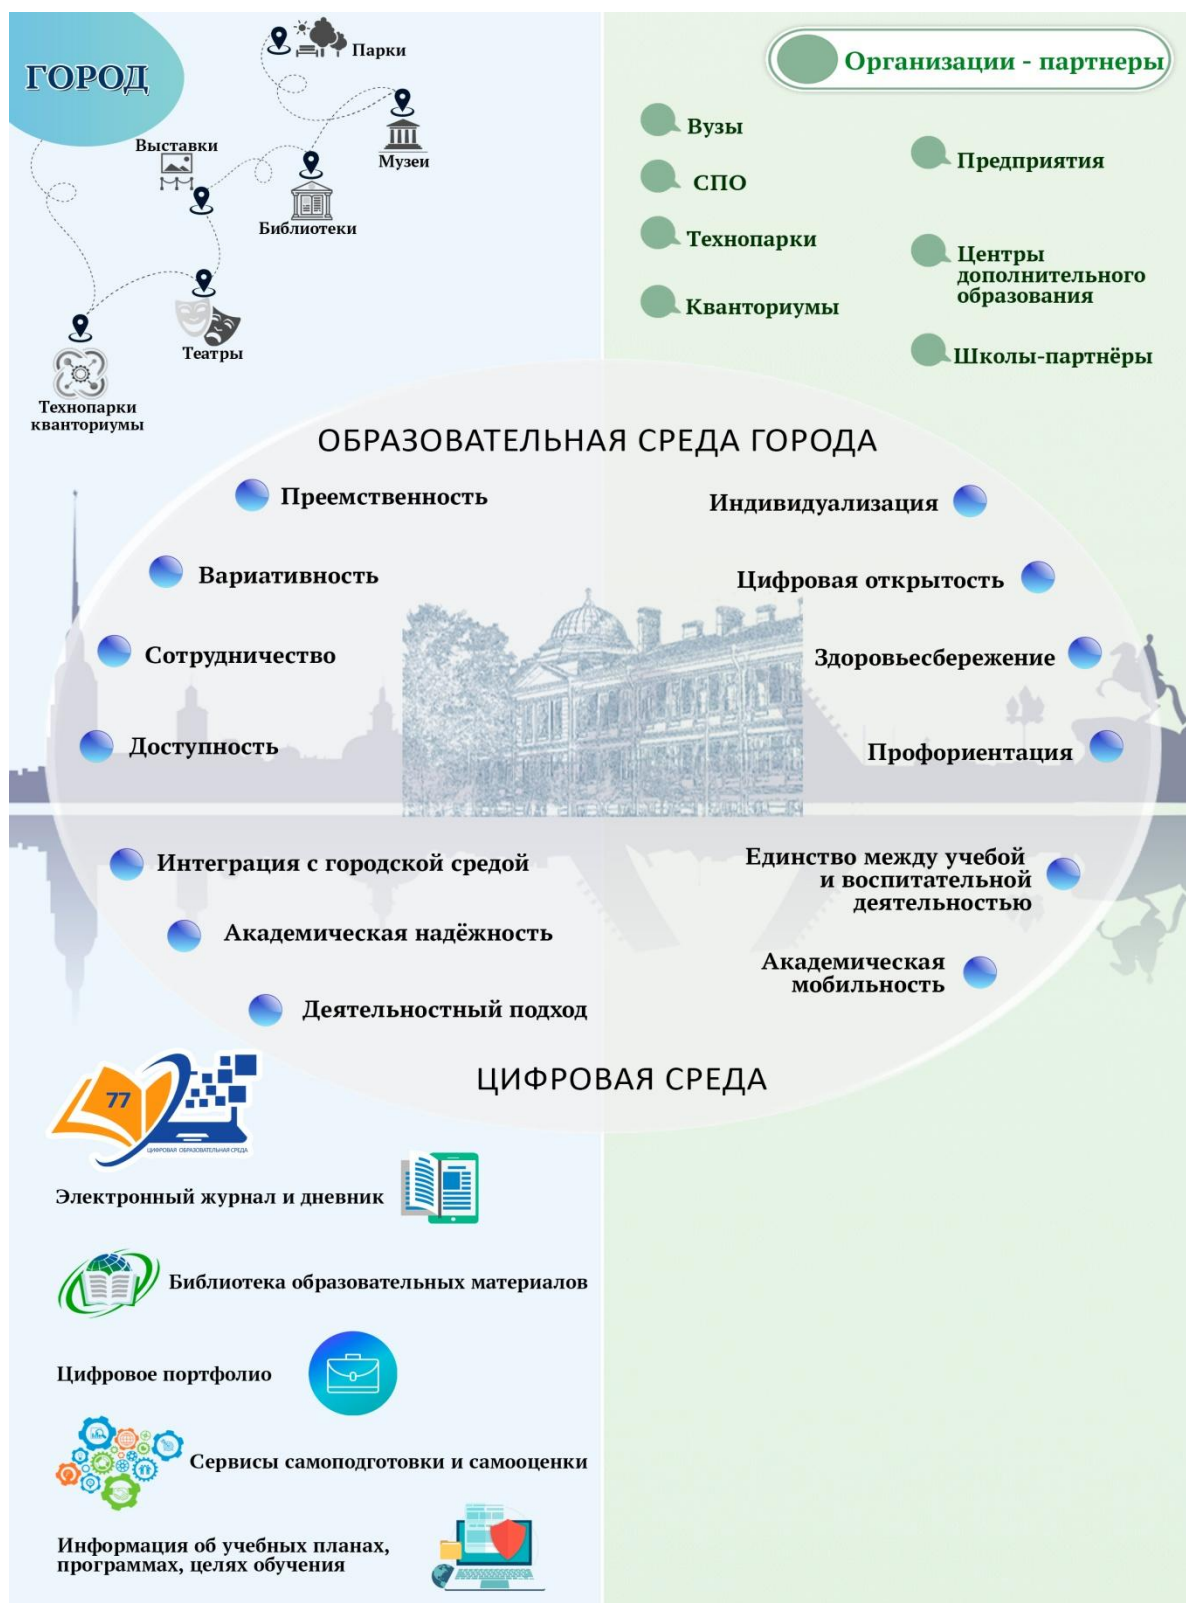 ГОРОД
Парки
Музеи
Выставки
Библиотеки
Театры
Технопарки
кванториумы
Организации - партнеры
Вузы
СПО
Технопарки
Кванториумы
Предприятия
Центры
дополнительного
образования
Школы-партнёры
ОБРАЗОВАТЕЛЬНАЯ СРЕДА ГОРОДА
Преемственность
Вариативность
Сотрудничество
Доступность
Интеграция с городской средой
Академическая надёжность
Деятельностный подход
Индивидуализация
Цифровая открытость
Здоровьесбережение
Профориентация
Единство между учебой
и воспитательной
деятельностью
Академическая
мобильность
ЦИФРОВАЯ СРЕДА
77
ЦИФРОВАЯ ОБРАЗОВАТЕЛЬНАЯ СРЕДА
Электронный журнал и дневник
Библиотека образовательных материалов
Цифровое портфолио
Сервисы самоподготовки и самооценки
Информация об учебных планах,
программах, целях обучения